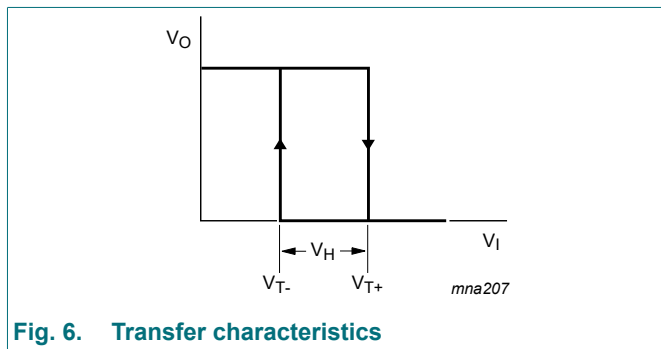 VO
VH
VI
VT-
VT+
mna207
Fig. 6. Transfer characteristics